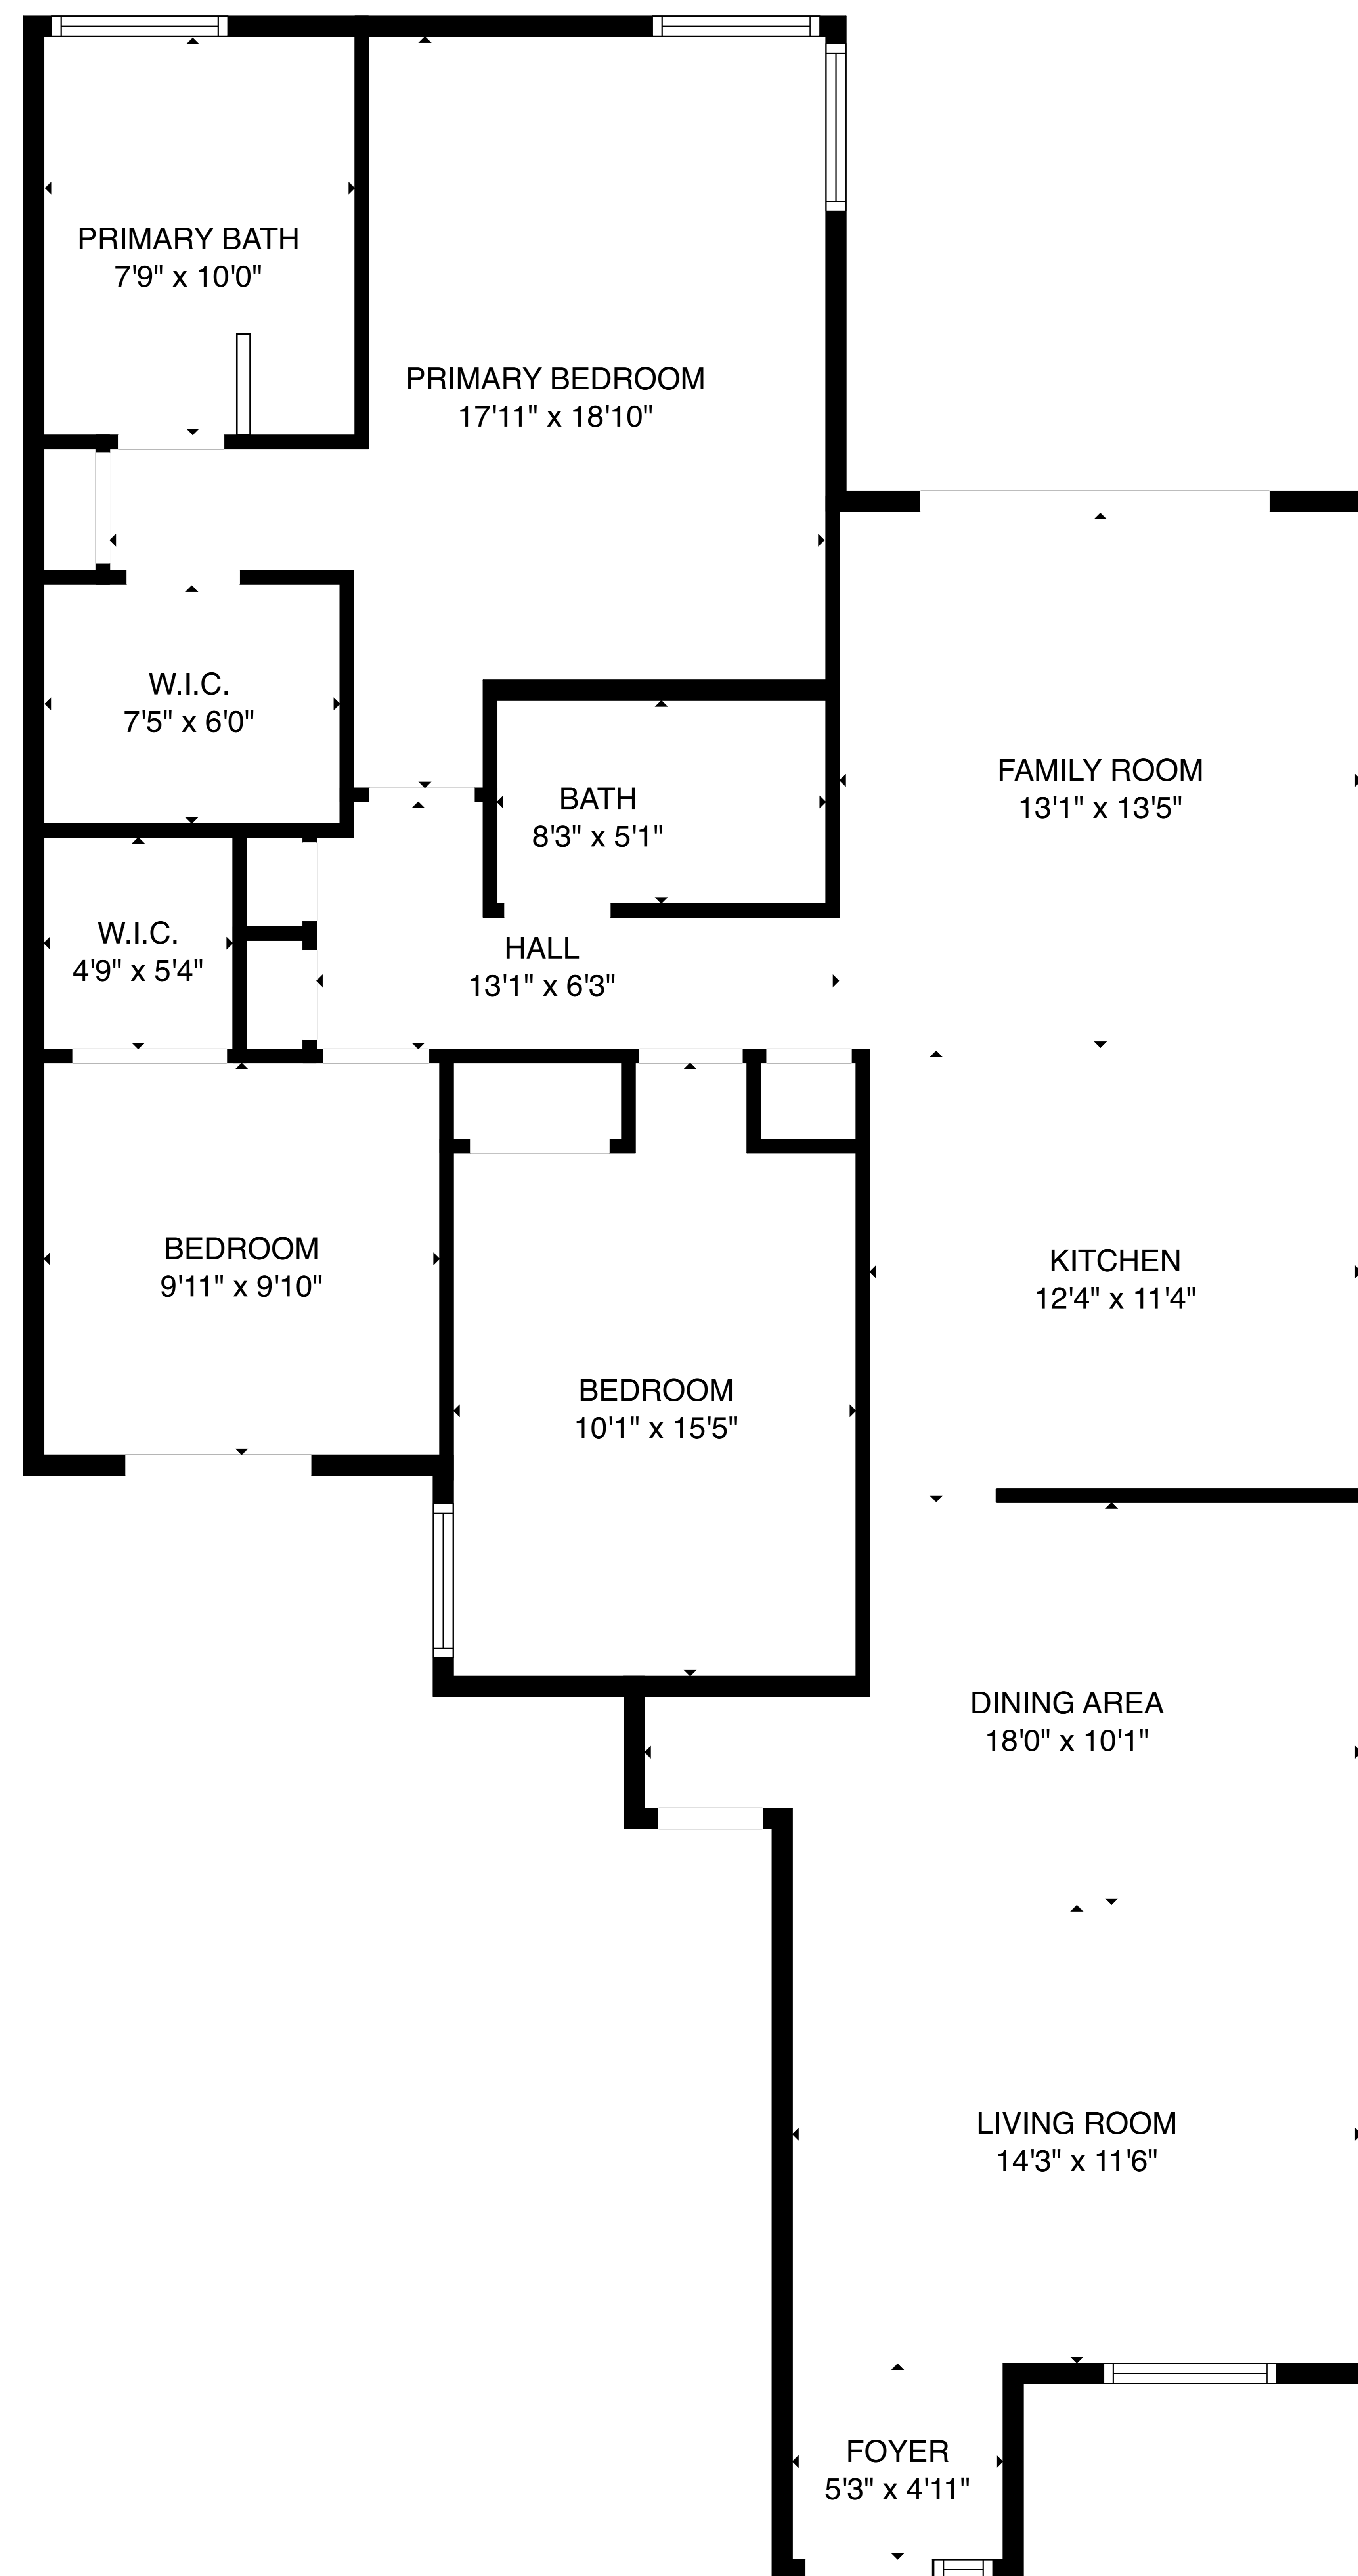 PRIMARY BATH
7'9" x 10'0"
PRIMARY BEDROOM
17'11" x 18'10"
W.I.C.
7'5" x 6'0"
BATH
8'3" x 5'1"
FAMILY ROOM
13'1" x 13'5"
W.I.C.
4'9" x 5'4"
HALL
13'1" x 6'3"
BEDROOM
9'11" x 9'10"
KITCHEN
12'4" x 11'4"
BEDROOM
10'1" x 15'5"
DINING AREA
18'0" x 10'1"
LIVING ROOM
14'3" x 11'6"
FOYER
5'3" x 4'11"